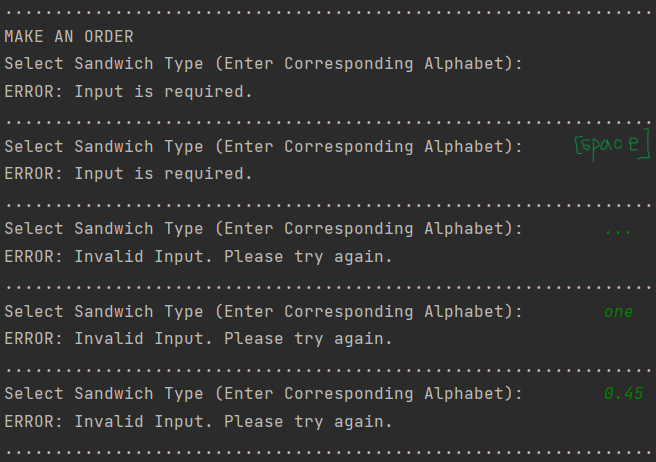 ................................................................
MAKE AN ORDER
Select Sandwich Type (Enter Corresponding Alphabet):
ERROR: Input is required.
................................................................
Select Sandwich Type (Enter Corresponding Alphabet): [space]
ERROR: Input is required.
................................................................
Select Sandwich Type (Enter Corresponding Alphabet): ...
ERROR: Invalid Input. Please try again.
................................................................
Select Sandwich Type (Enter Corresponding Alphabet): one
ERROR: Invalid Input. Please try again.
................................................................
Select Sandwich Type (Enter Corresponding Alphabet): 0.45
ERROR: Invalid Input. Please try again.
................................................................